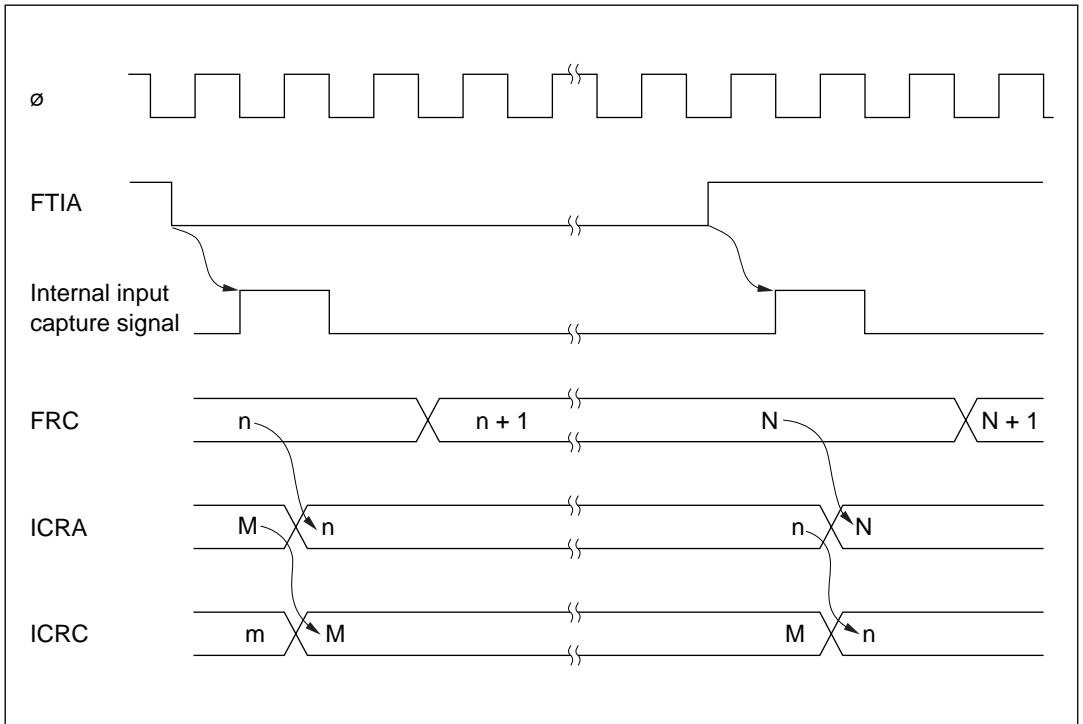 ø
FTIA
Internal input
capture signal
FRC n n + 1 N N + 1
ICRA M n n N
ICRC m M M n